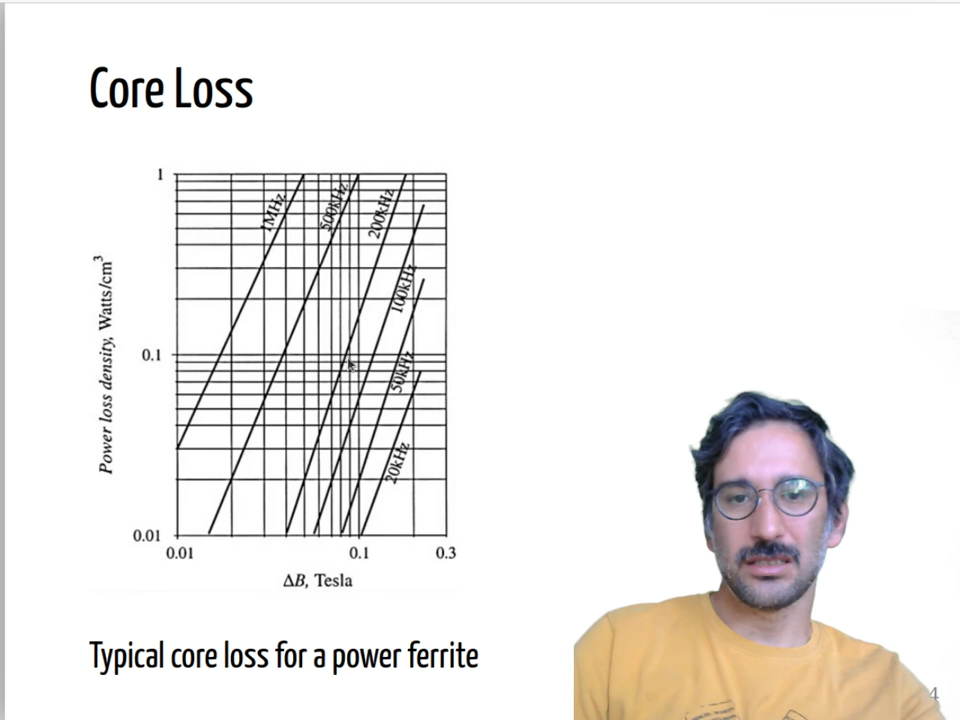 Core Loss
1
1MHz
500kHz
200kHz
100kHz
50kHz
20kHz
0.1
0.01
Power loss density, Watts/cm³
0.01
0.1
0.3
ΔB, Tesla
Typical core loss for a power ferrite
4